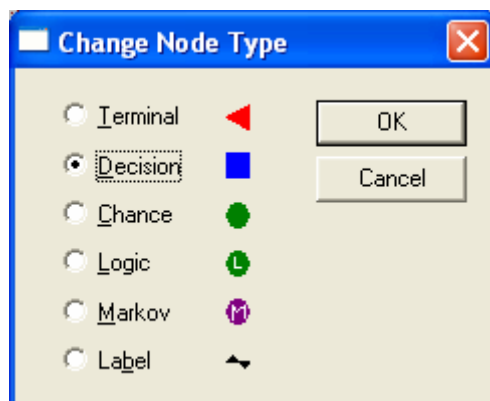 Change Node Type
Terminal
OK
Decision
Cancel
Chance
Logic L
Markov M
Label